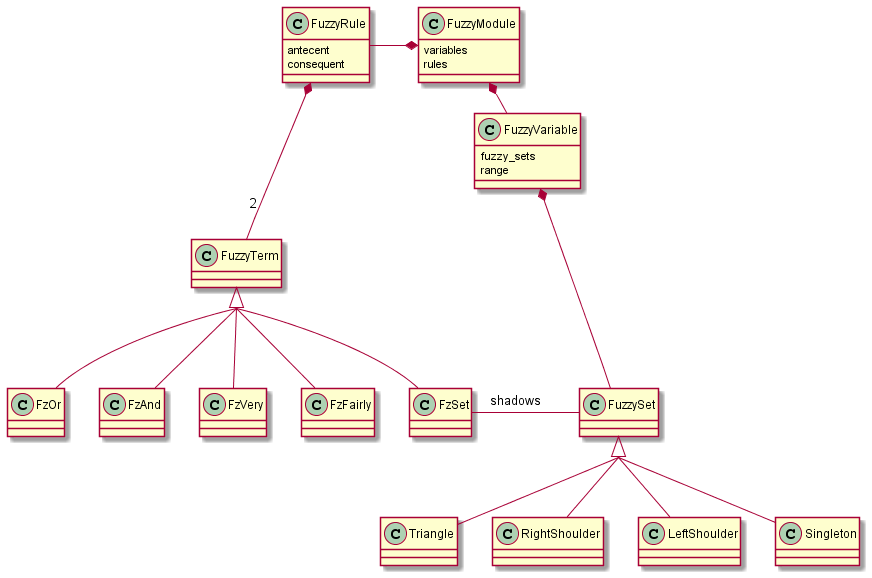 C FuzzyRule
antecent
consequent
C FuzzyModule
variables
rules
C FuzzyVariable
fuzzy_sets
range
2
C FuzzyTerm
C FzOr
C FzAnd
C FzVery
C FzFairly
C FzSet
shadows
C FuzzySet
C Triangle
C RightShoulder
C LeftShoulder
C Singleton